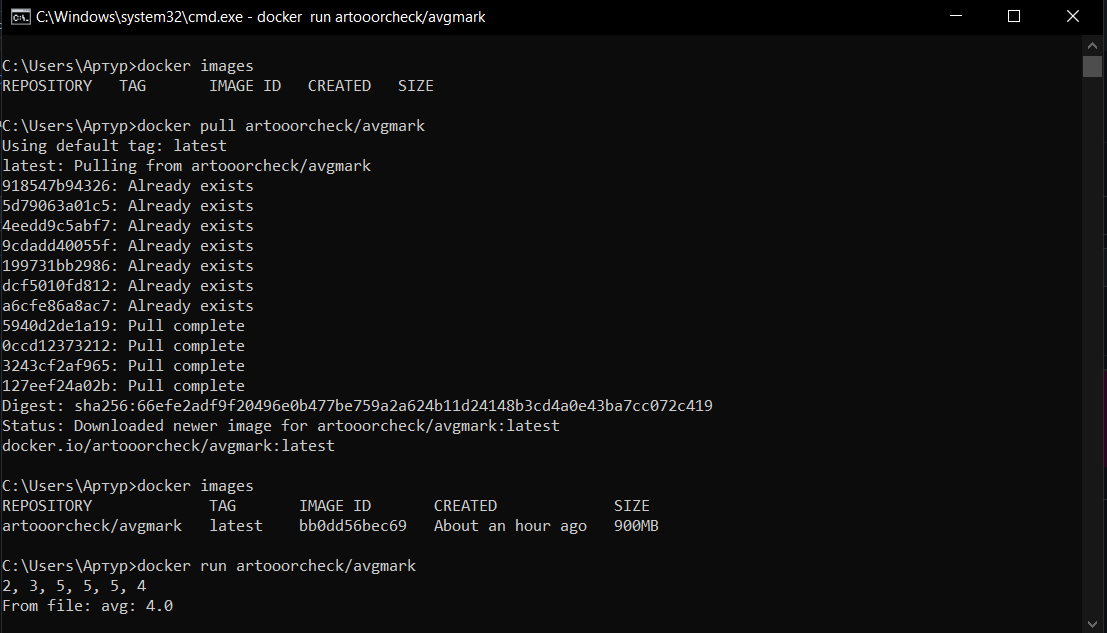 C:\Windows\system32\cmd.exe - docker  run artooorcheck/avgmark
C:\Users\Артур>docker images
REPOSITORY   TAG       IMAGE ID   CREATED   SIZE
C:\Users\Артур>docker pull artooorcheck/avgmark
Using default tag: latest
latest: Pulling from artooorcheck/avgmark
918547b94326: Already exists
5d79063a01c5: Already exists
4eedd9c5abf7: Already exists
9cdadd40055f: Already exists
199731bb2986: Already exists
dcf5010fd812: Already exists
a6cfe86a8ac7: Already exists
5940d2de1a19: Pull complete
0ccd12373212: Pull complete
3243cf2af965: Pull complete
127eef24a02b: Pull complete
Digest: sha256:66efe2adf9f20496e0b477be759a2a624b11d24148b3cd4a0e43ba7cc072c419
Status: Downloaded newer image for artooorcheck/avgmark:latest
docker.io/artooorcheck/avgmark:latest
C:\Users\Артур>docker images
REPOSITORY             TAG       IMAGE ID       CREATED             SIZE
artooorcheck/avgmark   latest    bb0dd56bec69   About an hour ago   900MB
C:\Users\Артур>docker run artooorcheck/avgmark
2, 3, 5, 5, 5, 4
From file: avg: 4.0